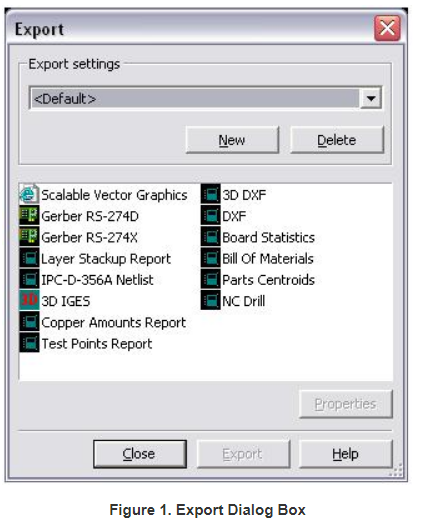 Export
Export settings
<Default>
New Delete
Scalable Vector Graphics
Gerber RS-274D
Gerber RS-274X
Layer Stackup Report
IPC-D-356A Netlist
3D IGES
Copper Amounts Report
Test Points Report
3D DXF
DXF
Board Statistics
Bill Of Materials
Parts Centroids
NC Drill
Properties
Close Export Help
Figure 1. Export Dialog Box